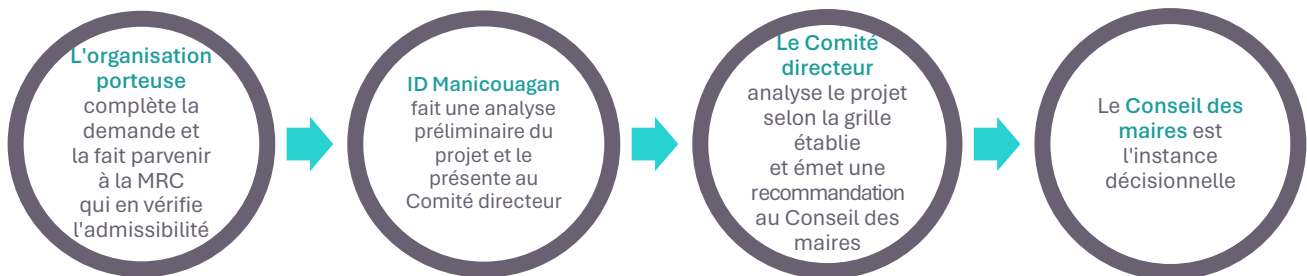 L'organisation
porteuse
complète la
demande et
la fait parvenir
à la MRC
qui en vérifie
l'admissibilité
ID Manicouagan
fait une analyse
préliminaire du
projet et le
présente au
Comité directeur
Le Comité
directeur
analyse le projet
selon la grille
établie
et émet une
recommandation
au Conseil des
maires
Le Conseil des
maires est
l'instance
décisionnelle